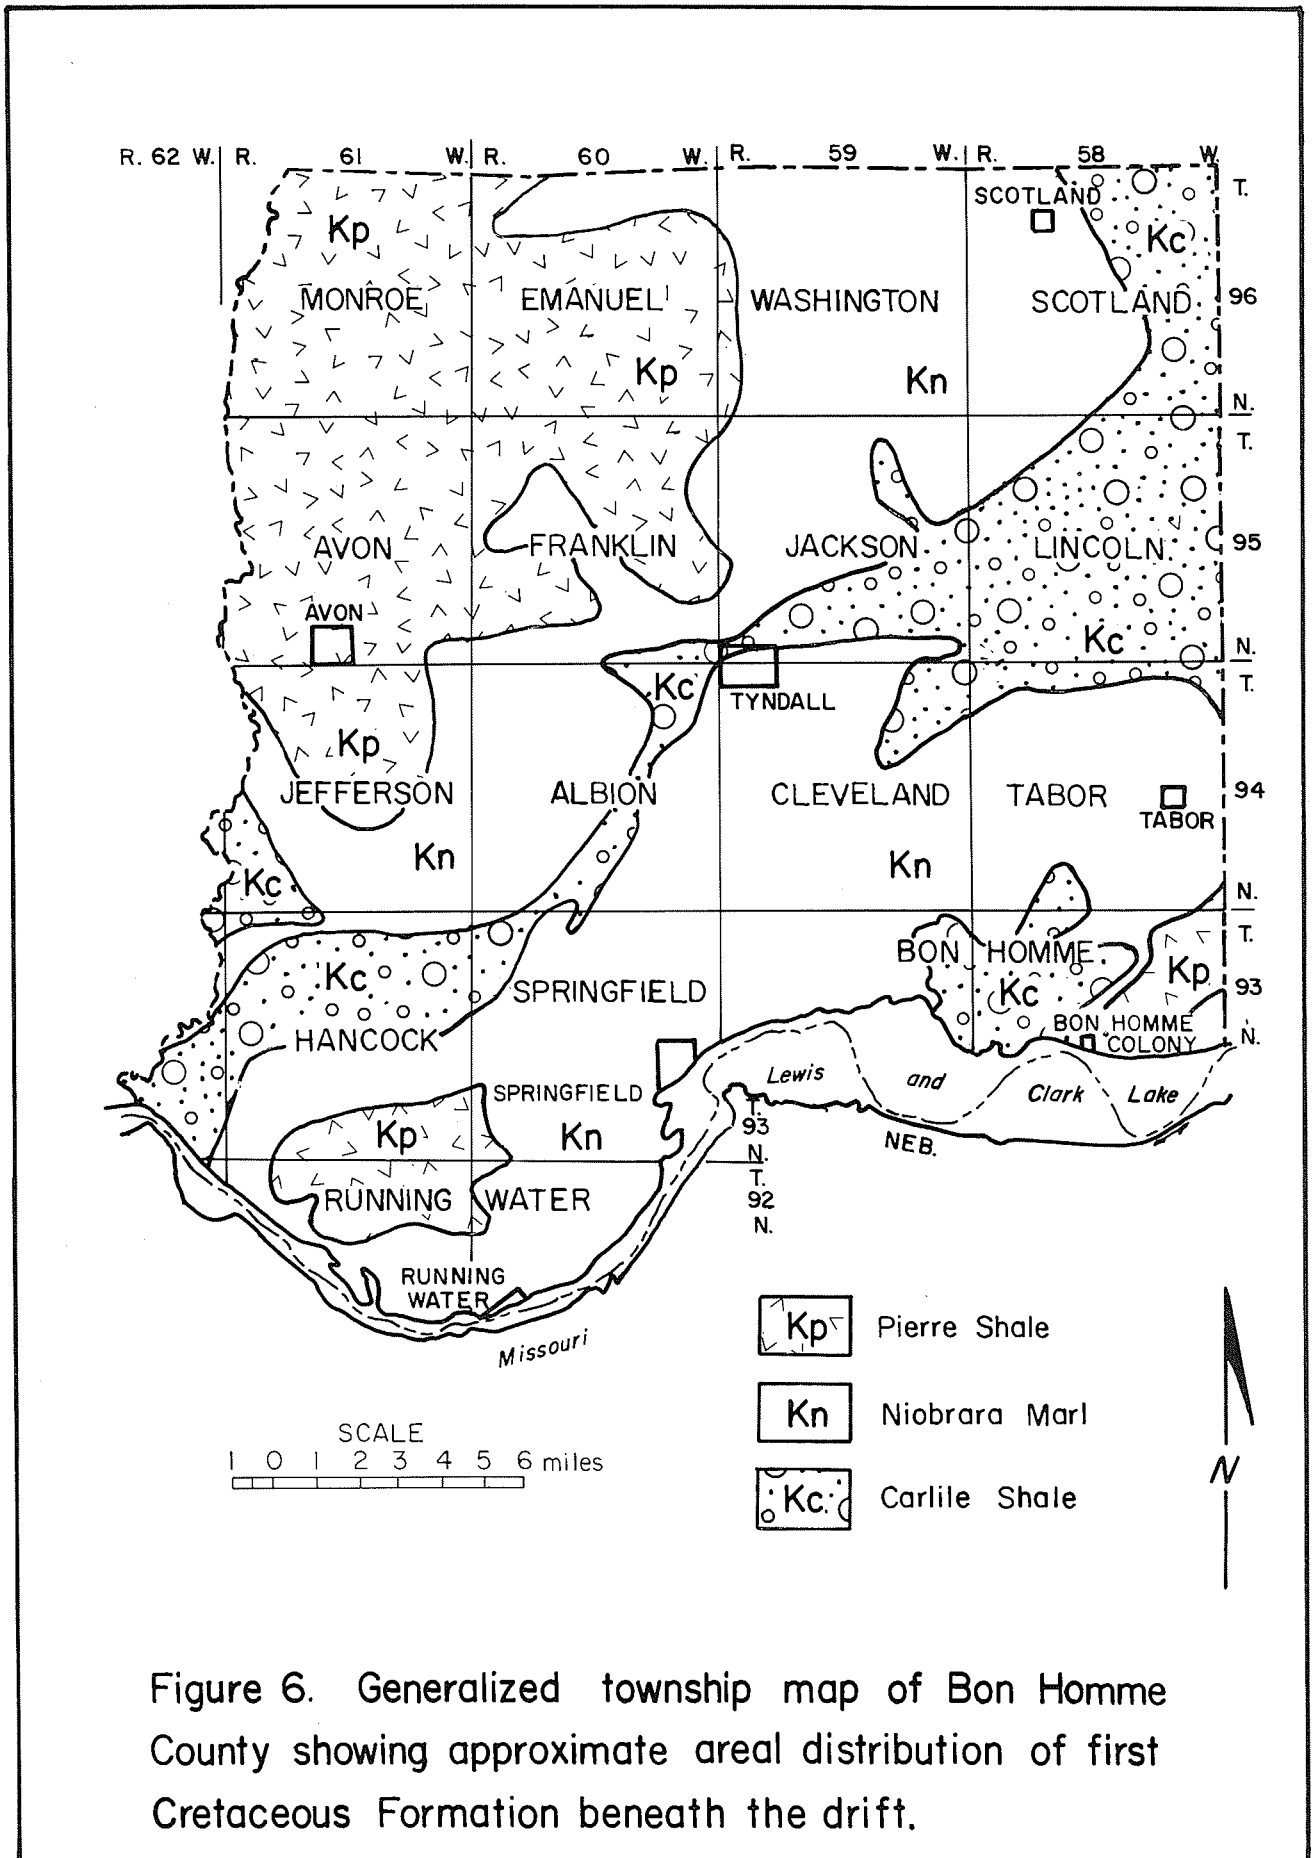 R. 62 W. R. 61 W. R. 60 W. R. 59 W. R. 58 W.
T.
SCOTLAND
Kp
Kc
MONROE EMANUEL WASHINGTON SCOTLAND 96
Kp
Kn
N.
T.
AVON FRANKLIN JACKSON LINCOLN 95
AVON
Kc
N.
T.
Kc
TYNDALL
Kp
JEFFERSON ALBION CLEVELAND TABOR 94
TABOR
Kn
Kn
Kc
N.
T.
BON HOMME
Kc
Kp
Kc
93
SPRINGFIELD
BON HOMME
COLONY
N.
HANCOCK
Lewis and Clark Lake
SPRINGFIELD
T.
93
N.
Kp
Kn
NEB.
T.
92
N.
RUNNING WATER
RUNNING
WATER
Missouri
Kp Pierre Shale
Kn Niobrara Marl
Kc Carlile Shale
N
SCALE
1 0 1 2 3 4 5 6 miles
Figure 6. Generalized township map of Bon Homme
County showing approximate areal distribution of first
Cretaceous Formation beneath the drift.